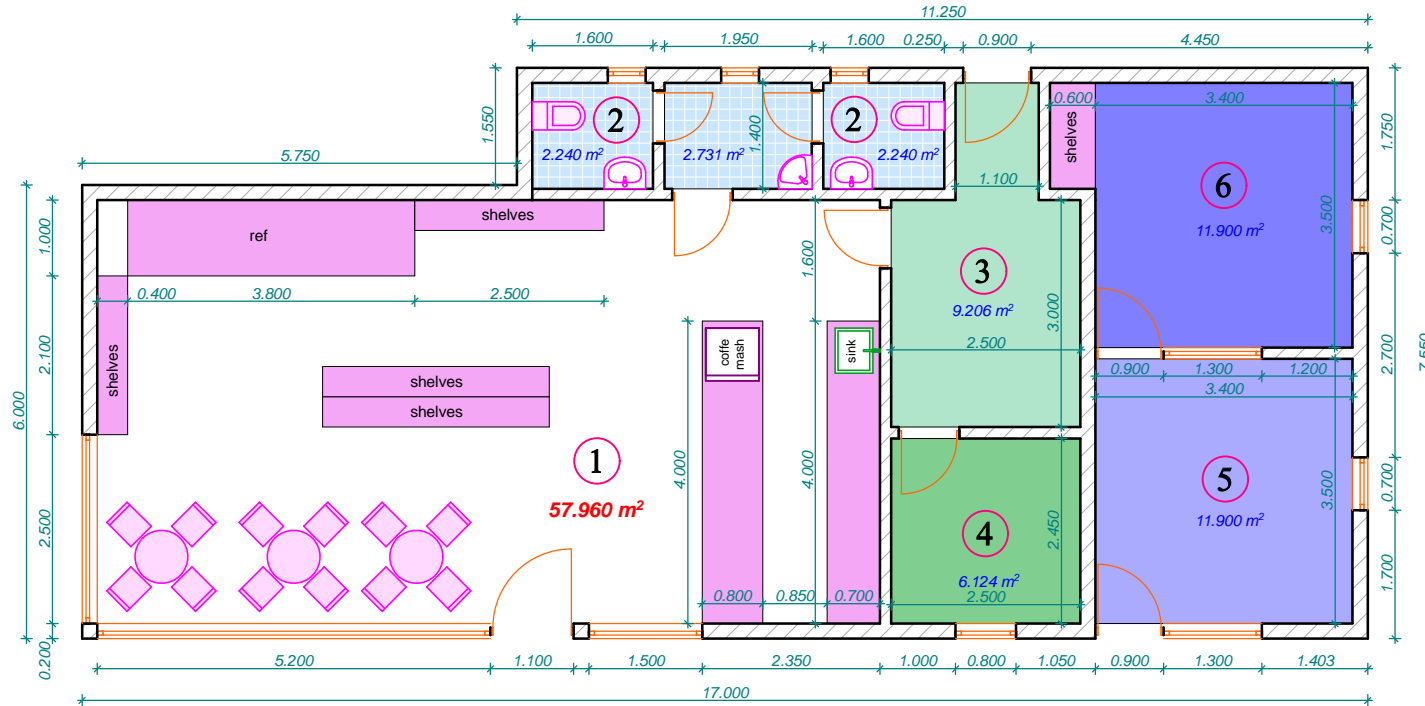 11.250
1.600 1.950 1.600 0.250 0.900 4.450
1.550
5.750
2
2.240 m²
2.731 m²
1.400
2
2.240 m²
1.100
0.600 3.400
shelves
1.750
6
11.900 m²
3.500
0.700
2.700
7.550
6.000
1.000
2.100
2.500
0.200
ref
shelves
0.400 3.800 2.500
shelves
shelves
shelves
1
57.960 m²
1.600
4.000
coffe
mash
4.000
sink
3
9.206 m²
2.500
3.000
4
6.124 m²
2.450
0.800 0.850 0.700 2.500
0.900 1.300 1.200
3.400
5
11.900 m²
3.500
0.700
1.700
5.200 1.100 1.500 2.350 1.000 0.800 1.050 0.900 1.300 1.403
17.000